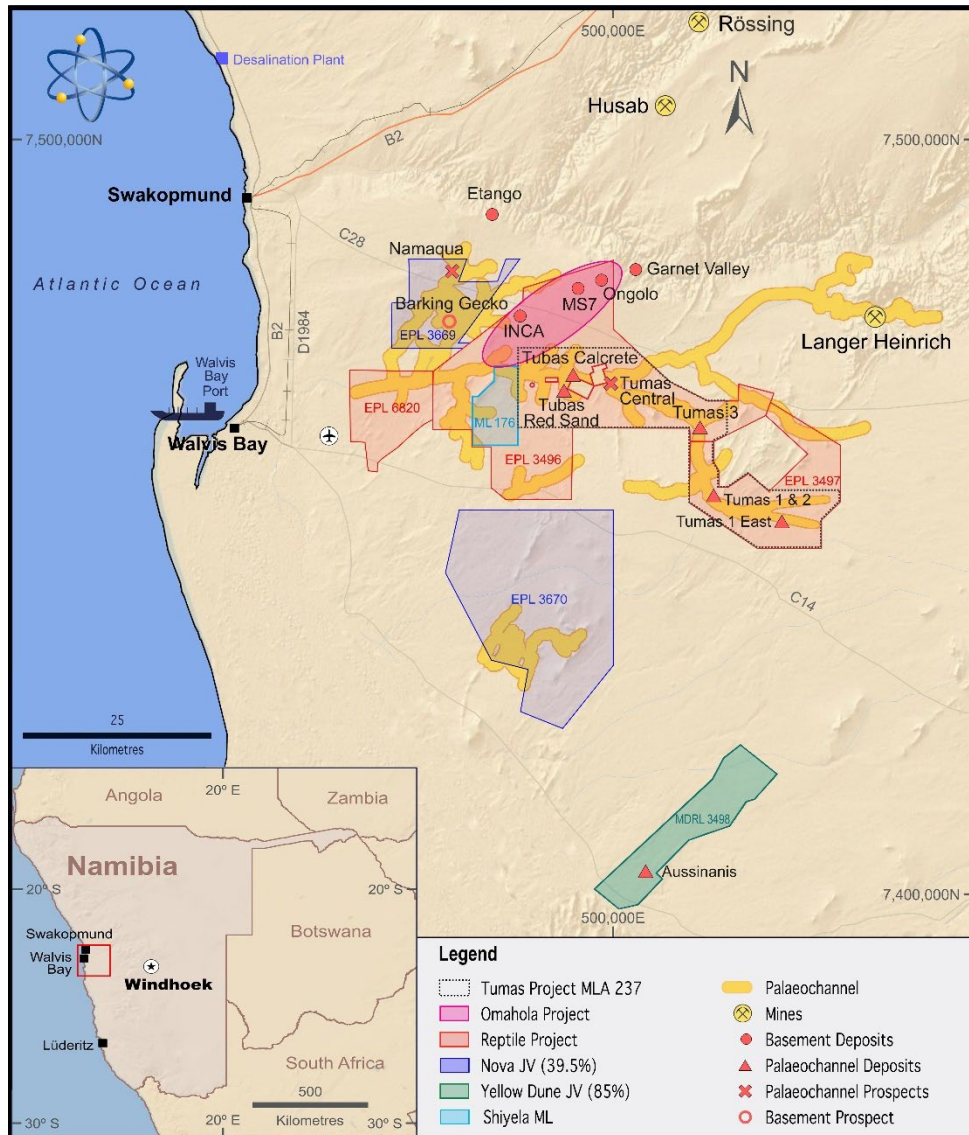 500,000E
Rössing
Desalination Plant
N
Husab
7,500,000N
7,500,000N
B2
Swakopmund
Etango
C28
Namaqua
Garnet Valley
Atlantic Ocean
Ongolo
MS7
Barking Gecko
INCA
EPL 3669
B2
D1984
Langer Heinrich
Walvis
Bay
Port
Tubas Calcrete
Tumas
Central
EPL 6820
ML 176
Tubas
Red Sand
Tumas 3
Walvis Bay
EPL 3496
EPL 3497
Tumas 1 & 2
Tumas 1 East
EPL 3670
C14
25
Kilometres
MDRL 3498
Aussinanis
7,400,000N
500,000E
Angola
20° E
Zambia
Namibia
20° S
20° S
Swakopmund
Walvis
Bay
Botswana
Windhoek
Lüderitz
South Africa
500
Kilometres
30° S
20° E
30° S
Legend
Tumas Project MLA 237
Omahola Project
Reptile Project
Nova JV (39.5%)
Yellow Dune JV (85%)
Shiyela ML
Palaeochannel
Mines
Basement Deposits
Palaeochannel Deposits
Palaeochannel Prospects
Basement Prospect